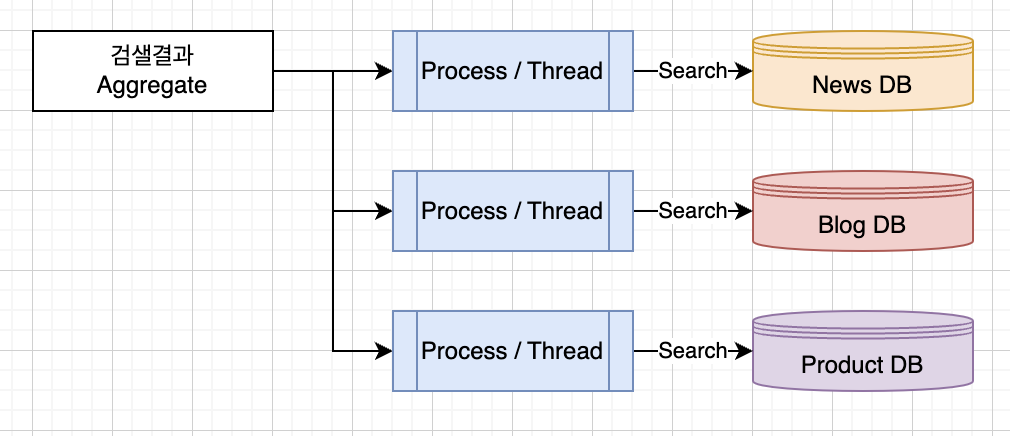 검샐결과
Aggregate
Process / Thread
Search
News DB
Process / Thread
Search
Blog DB
Process / Thread
Search
Product DB